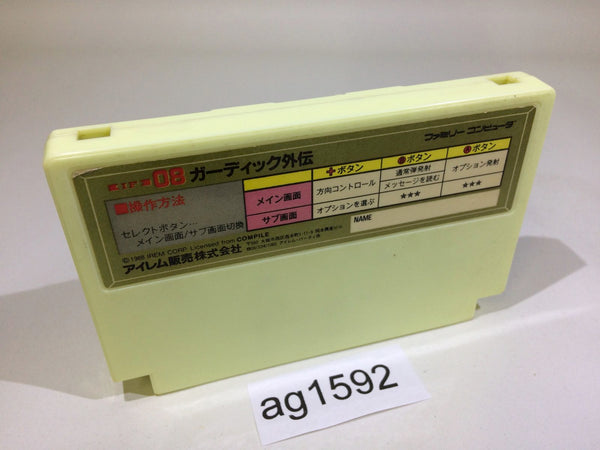 ファミリー コンピュータ
08 ガーディック外伝
■操作方法
セレクトボタン…
メイン画面/サブ画面切換
✚ボタン Ⓑボタン Ⓐボタン
メイン画面 方向コントロール 通常弾発射 メッセージを読む オプション発射
サブ画面 オプションを選ぶ ★★★ ★★★
NAME
©1988 IREM CORP. Licensed from COMPILE
アイレム販売株式会社
ag1592